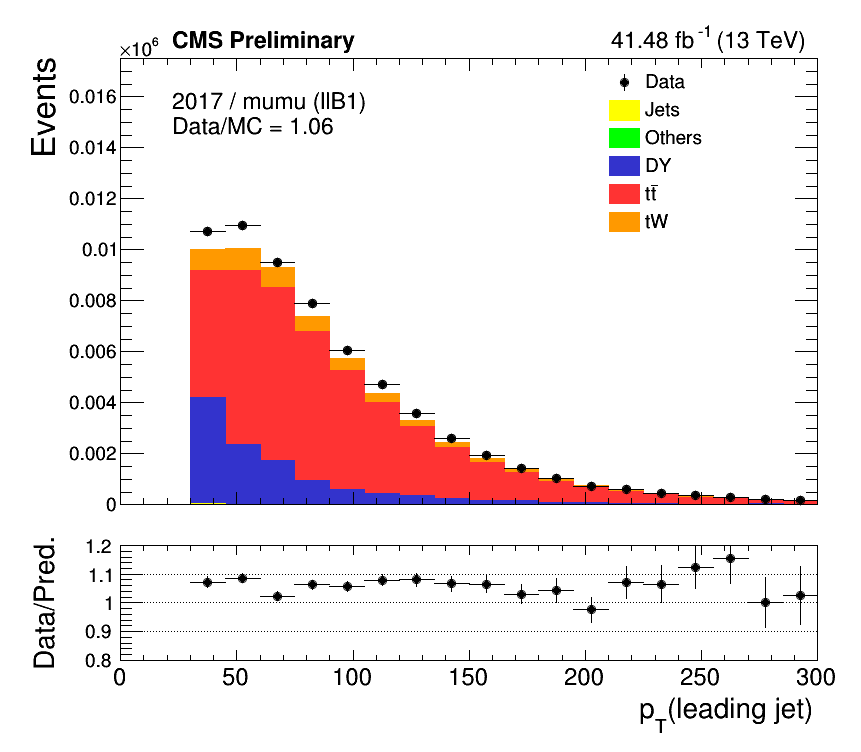 ×10⁶ CMS Preliminary 41.48 fb⁻¹ (13 TeV)
Events
2017 / mumu (llB1)
Data/MC = 1.06
Data
Jets
Others
DY
tt̄
tW
0.016
0.014
0.012
0.01
0.008
0.006
0.004
0.002
0
Data/Pred.
1.2
1.1
1
0.9
0.8
0 50 100 150 200 250 300
p_T(leading jet)